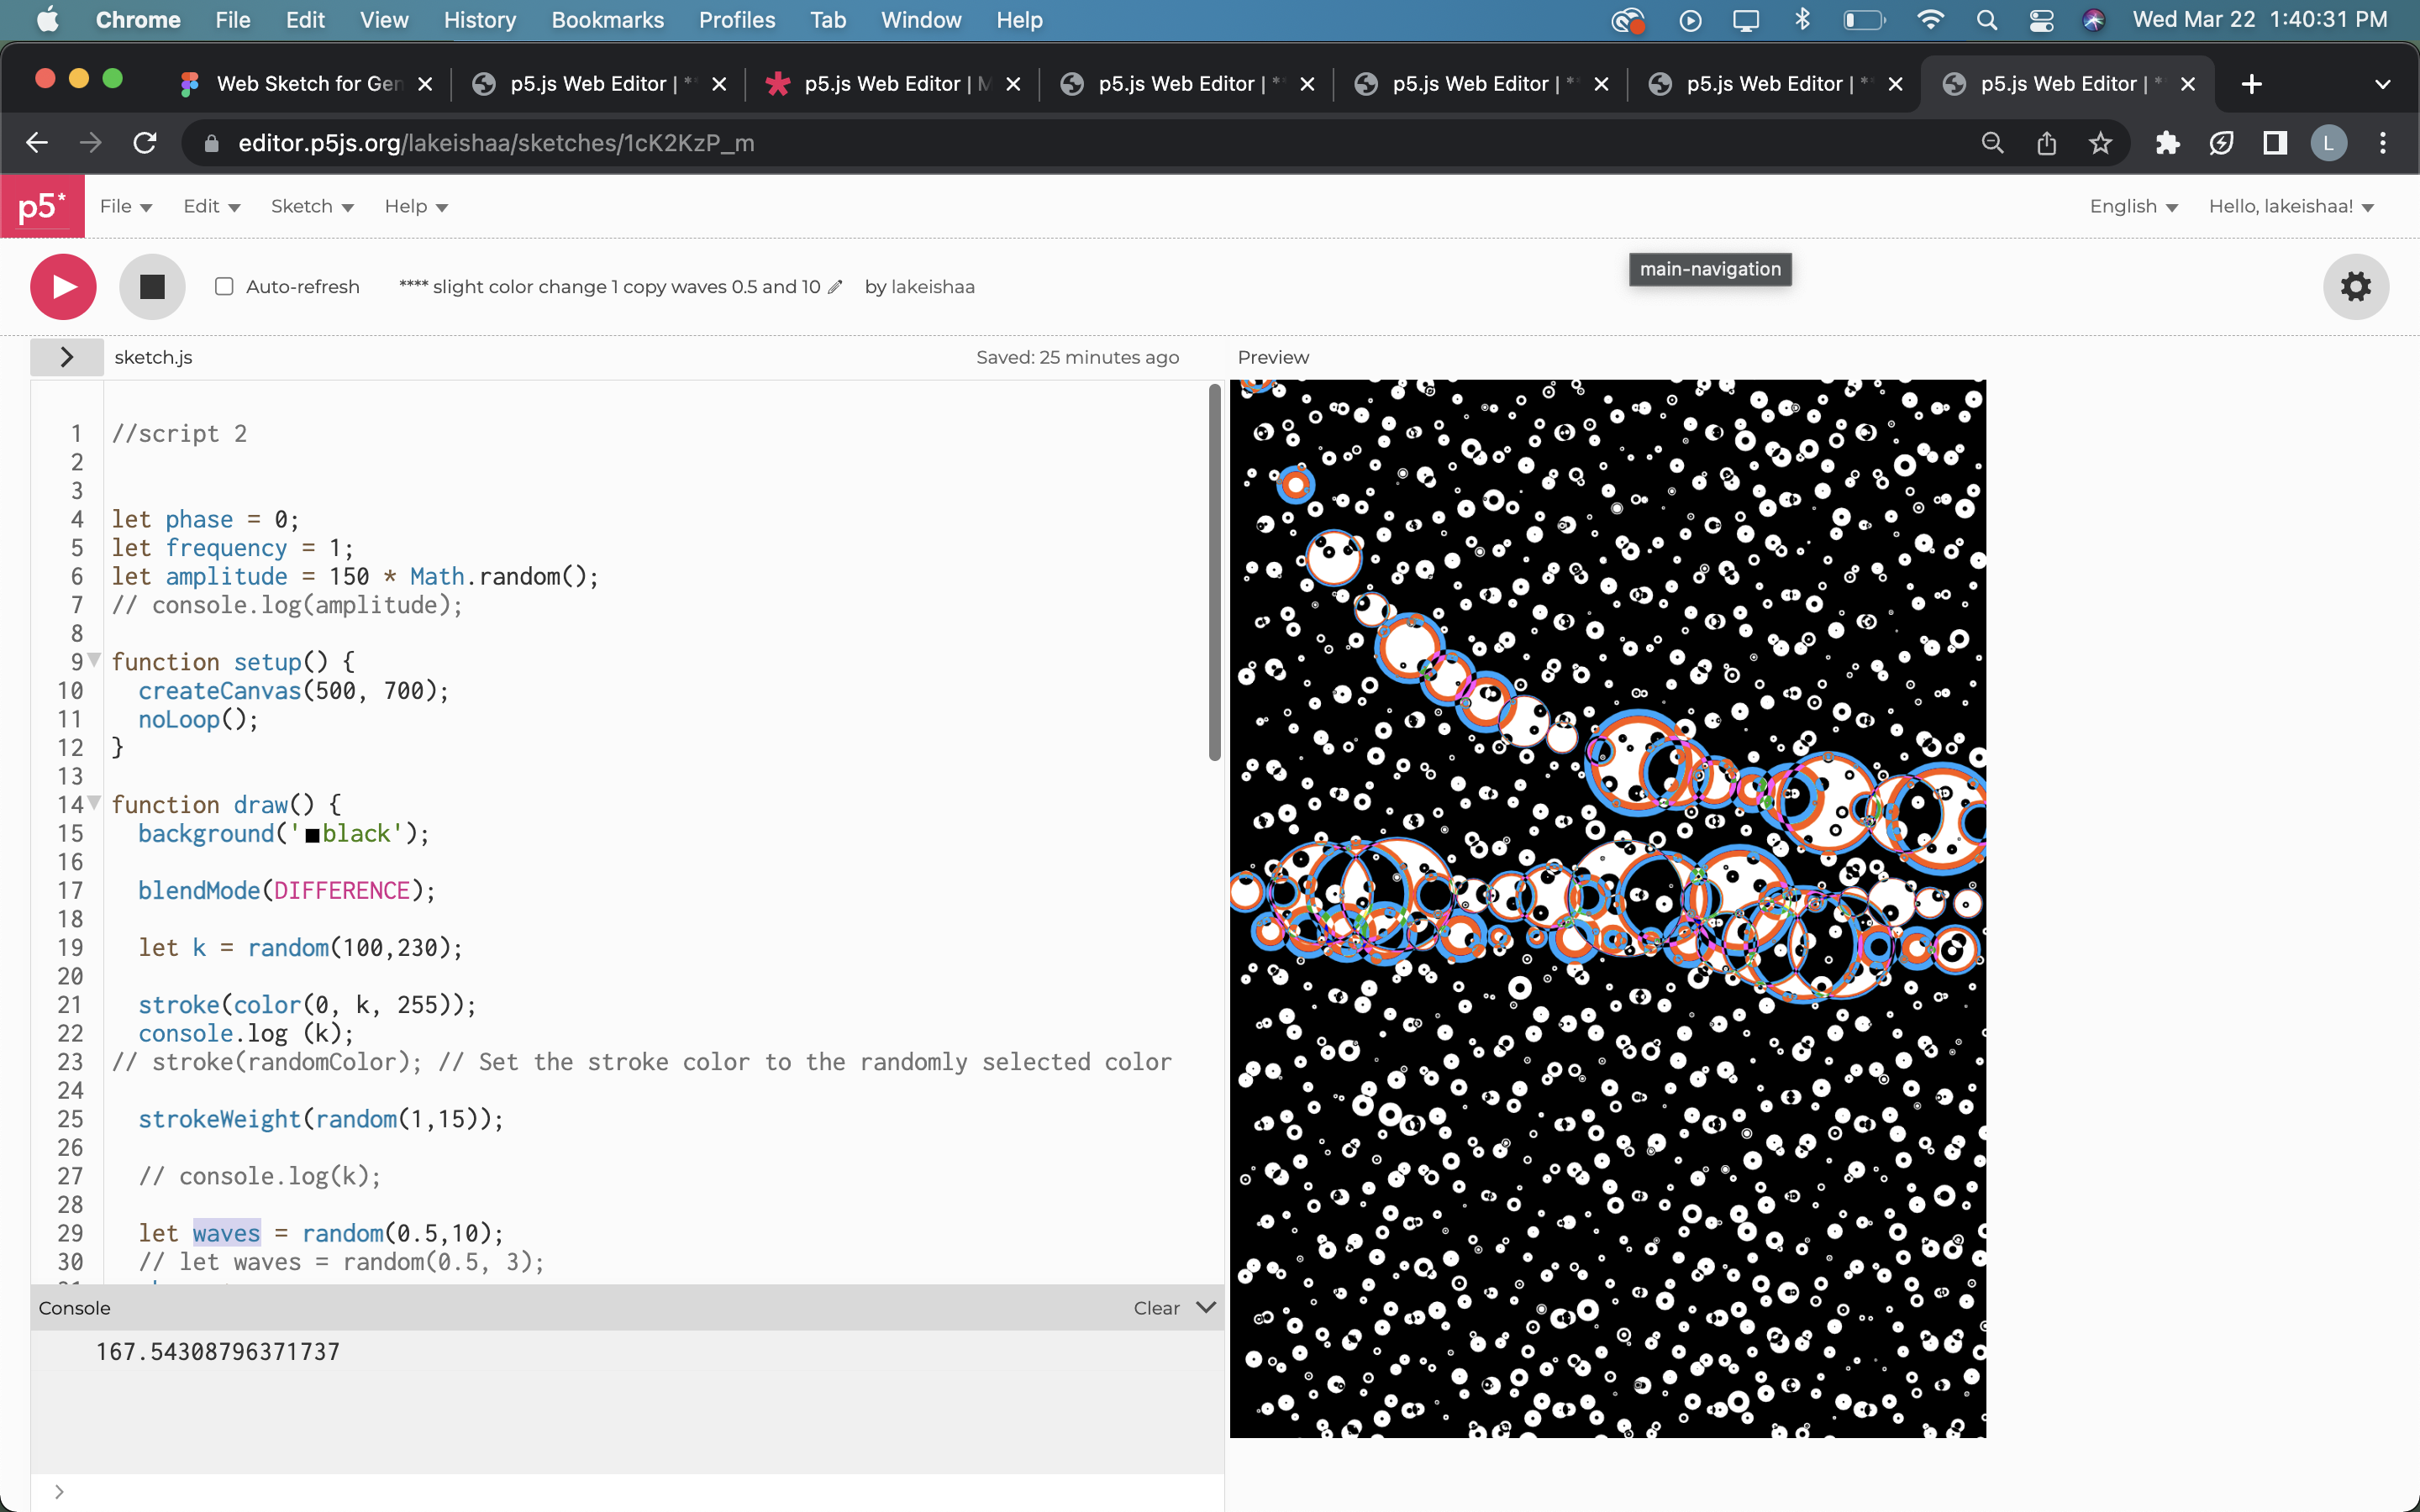 Chrome File Edit View History Bookmarks Profiles Tab Window Help Wed Mar 22 1:40:31 PM
Web Sketch for Gen p5.js Web Editor | * p5.js Web Editor | M p5.js Web Editor | * p5.js Web Editor | * p5.js Web Editor | * p5.js Web Editor | *
editor.p5js.org/lakeishaa/sketches/1cK2KzP_m L
p5* File Edit Sketch Help English Hello, lakeishaa!
main-navigation
Auto-refresh **** slight color change 1 copy waves 0.5 and 10 by lakeishaa
sketch.js Saved: 25 minutes ago Preview
1 //script 2
2
3
4 let phase = 0;
5 let frequency = 1;
6 let amplitude = 150 * Math.random();
7 // console.log(amplitude);
8
9 function setup() {
10 createCanvas(500, 700);
11 noLoop();
12 }
13
14 function draw() {
15 background('black');
16
17 blendMode(DIFFERENCE);
18
19 let k = random(100,230);
20
21 stroke(color(0, k, 255));
22 console.log (k);
23 // stroke(randomColor); // Set the stroke color to the randomly selected color
24
25 strokeWeight(random(1,15));
26
27 // console.log(k);
28
29 let waves = random(0.5,10);
30 // let waves = random(0.5, 3);
Console Clear
167.54308796371737
>